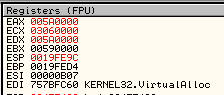 Registers (FPU)
EAX 005A0000
ECX 03060000
EDX 005A0000
EBX 00590000
ESP 0019FE9C
EBP 0019FED4
ESI 00000B07
EDI 757BFC60 KERNEL32.VirtualAlloc